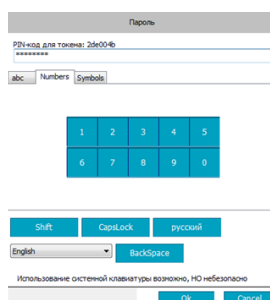 Пароль
PIN-код для токена: 2de004b
********
abc Numbers Symbols
1 2 3 4 5
6 7 8 9 0
Shift CapsLock русский
English BackSpace
Использование системной клавиатуры возможно, НО небезопасно
Ok Cancel